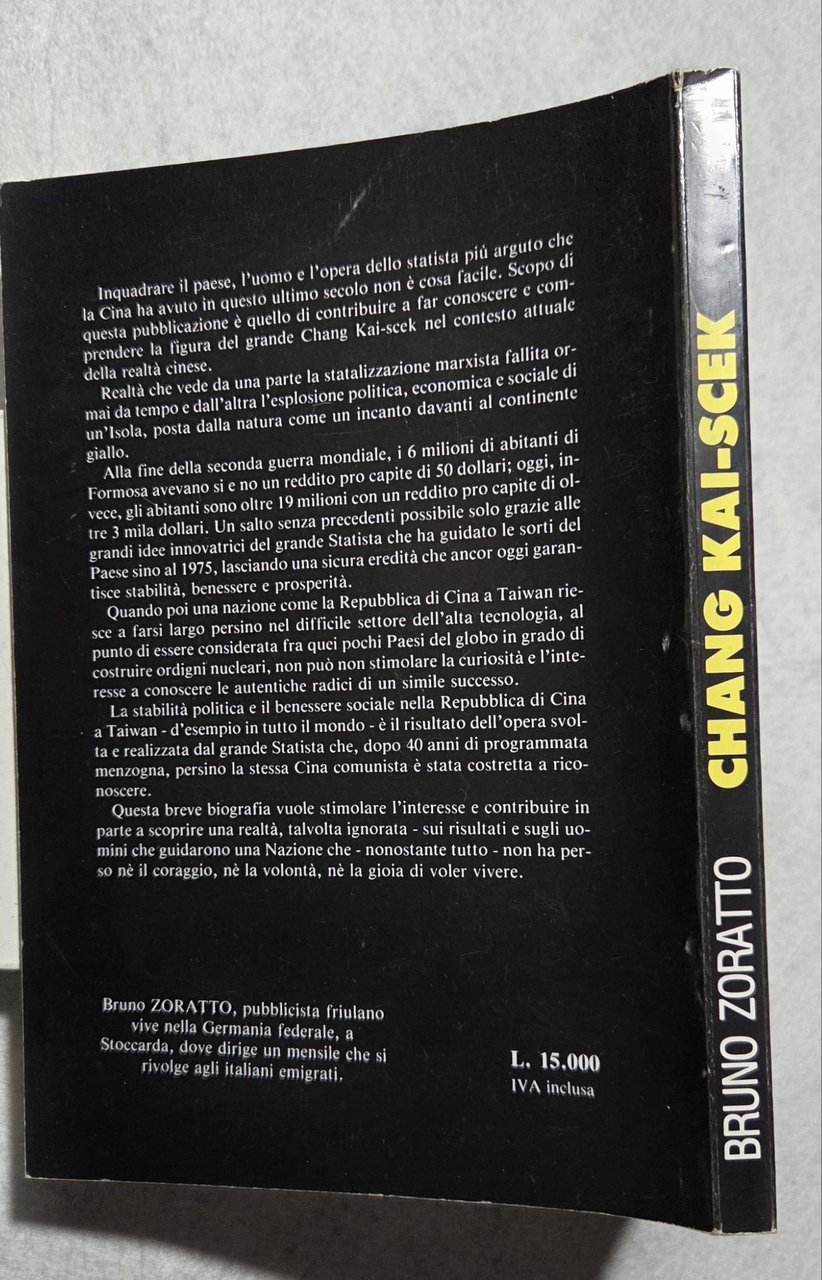 Inquadrare il paese, l'uomo e l'opera dello statista più arguto che
la Cina ha avuto in questo ultimo secolo non è cosa facile. Scopo di
questa pubblicazione è quello di contribuire a far conoscere e com-
prendere la figura del grande Chang Kai-scek nel contesto attuale
della realtà cinese.
Realtà che vede da una parte la statalizzazione marxista fallita or-
mai da tempo e dall'altra l'esplosione politica, economica e sociale di
un'Isola, posta dalla natura come un incanto davanti al continente
giallo.
Alla fine della seconda guerra mondiale, i 6 milioni di abitanti di
Formosa avevano si e no un reddito pro capite di 50 dollari; oggi, in-
vece, gli abitanti sono oltre 19 milioni con un reddito pro capite di ol-
tre 3 mila dollari. Un salto senza precedenti possibile solo grazie alle
grandi idee innovatrici del grande Statista che ha guidato le sorti del
Paese sino al 1975, lasciando una sicura eredità che ancor oggi garan-
tisce stabilità, benessere e prosperità.
Quando poi una nazione come la Repubblica di Cina a Taiwan rie-
sce a farsi largo persino nel difficile settore dell'alta tecnologia, al
punto di essere considerata fra quei pochi Paesi del globo in grado di
costruire ordigni nucleari, non può non stimolare la curiosità e l'inte-
resse a conoscere le autentiche radici di un simile successo.
La stabilità politica e il benessere sociale nella Repubblica di Cina
a Taiwan - d'esempio in tutto il mondo - è il risultato dell'opera svol-
ta e realizzata dal grande Statista che, dopo 40 anni di programmata
menzogna, persino la stessa Cina comunista è stata costretta a rico-
noscere.
Questa breve biografia vuole stimolare l'interesse e contribuire in
parte a scoprire una realtà, talvolta ignorata - sui risultati e sugli uo-
mini che guidarono una Nazione che - nonostante tutto - non ha per-
so nè il coraggio, nè la volontà, nè la gioia di voler vivere.
Bruno ZORATTO, pubblicista friulano
vive nella Germania federale, a
Stoccarda, dove dirige un mensile che si
rivolge agli italiani emigrati.
L. 15.000
IVA inclusa
BRUNO ZORATTO CHANG KAI-SCEK